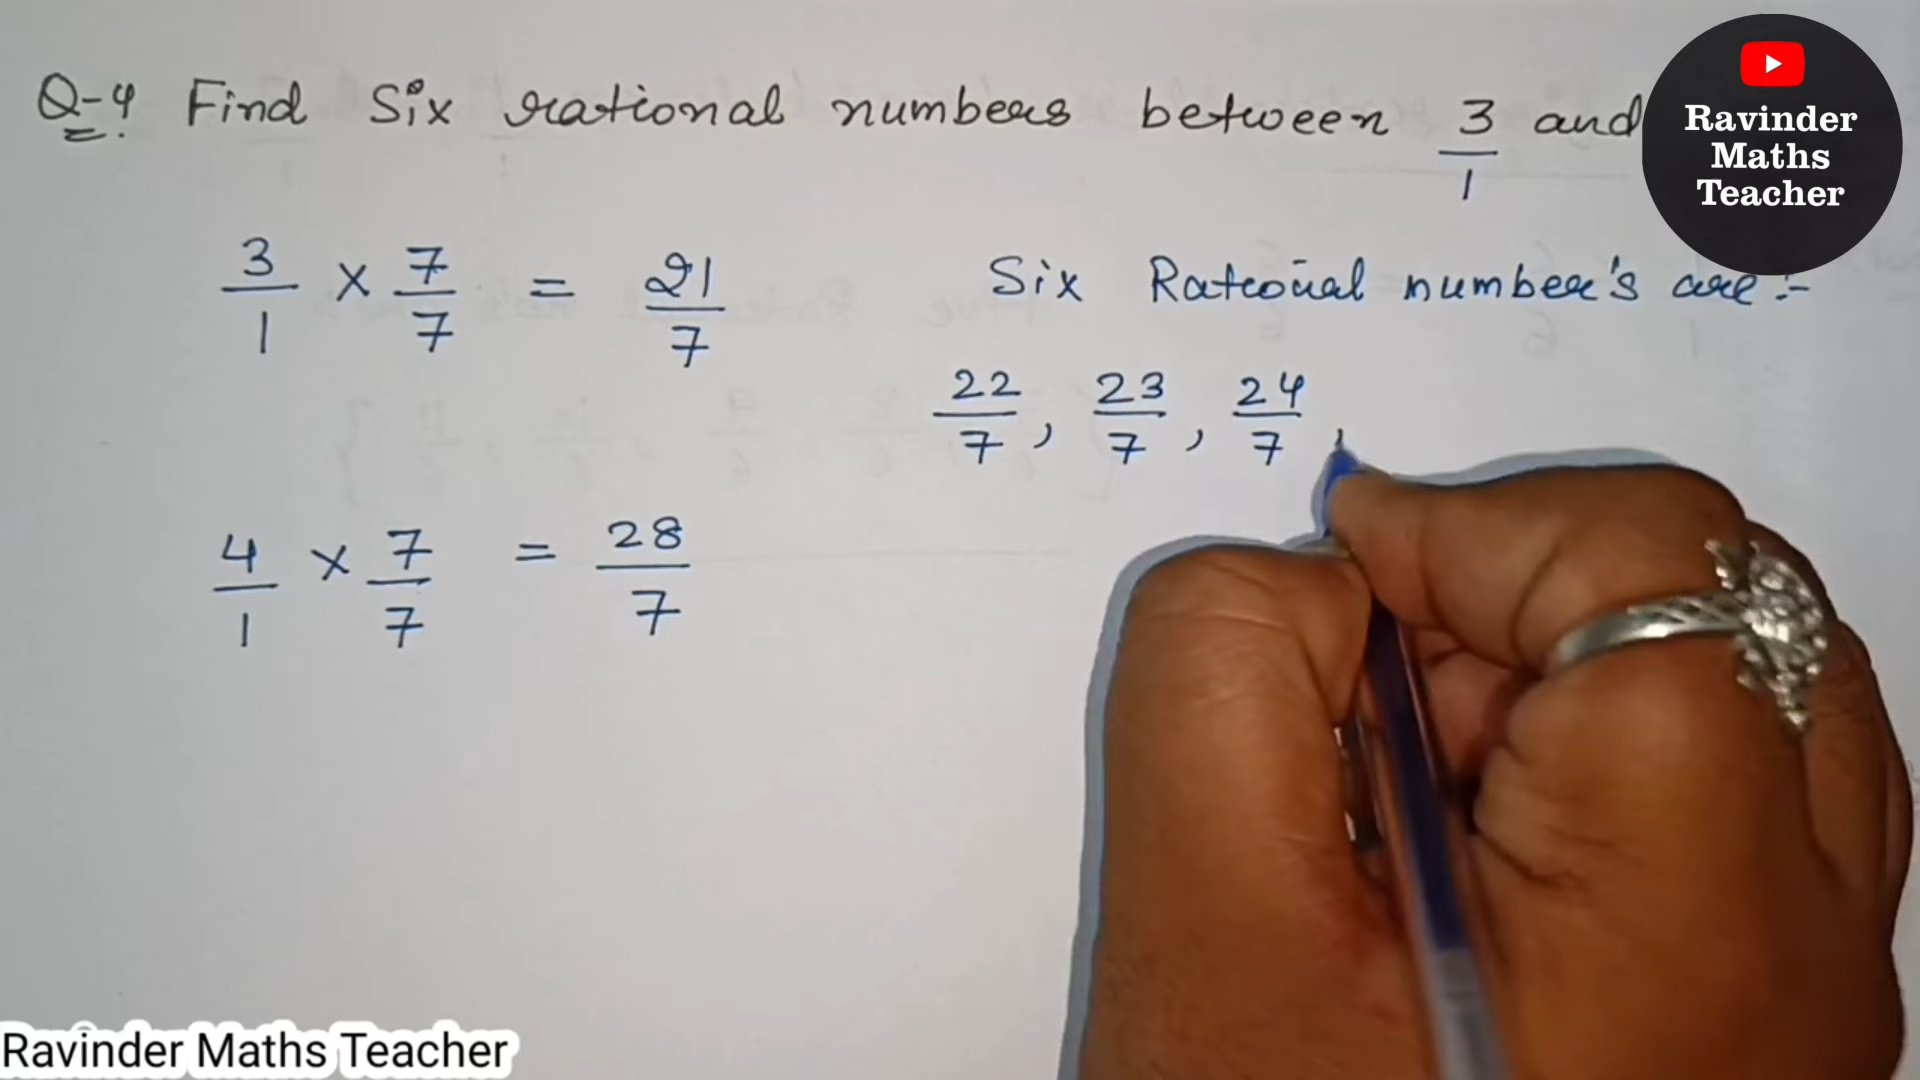 Q-4. Find Six rational numbers between 3/1 and
3/1 × 7/7 = 21/7
Six Rational number's are :-
22/7, 23/7, 24/7,
4/1 × 7/7 = 28/7
Ravinder
Maths
Teacher
Ravinder Maths Teacher